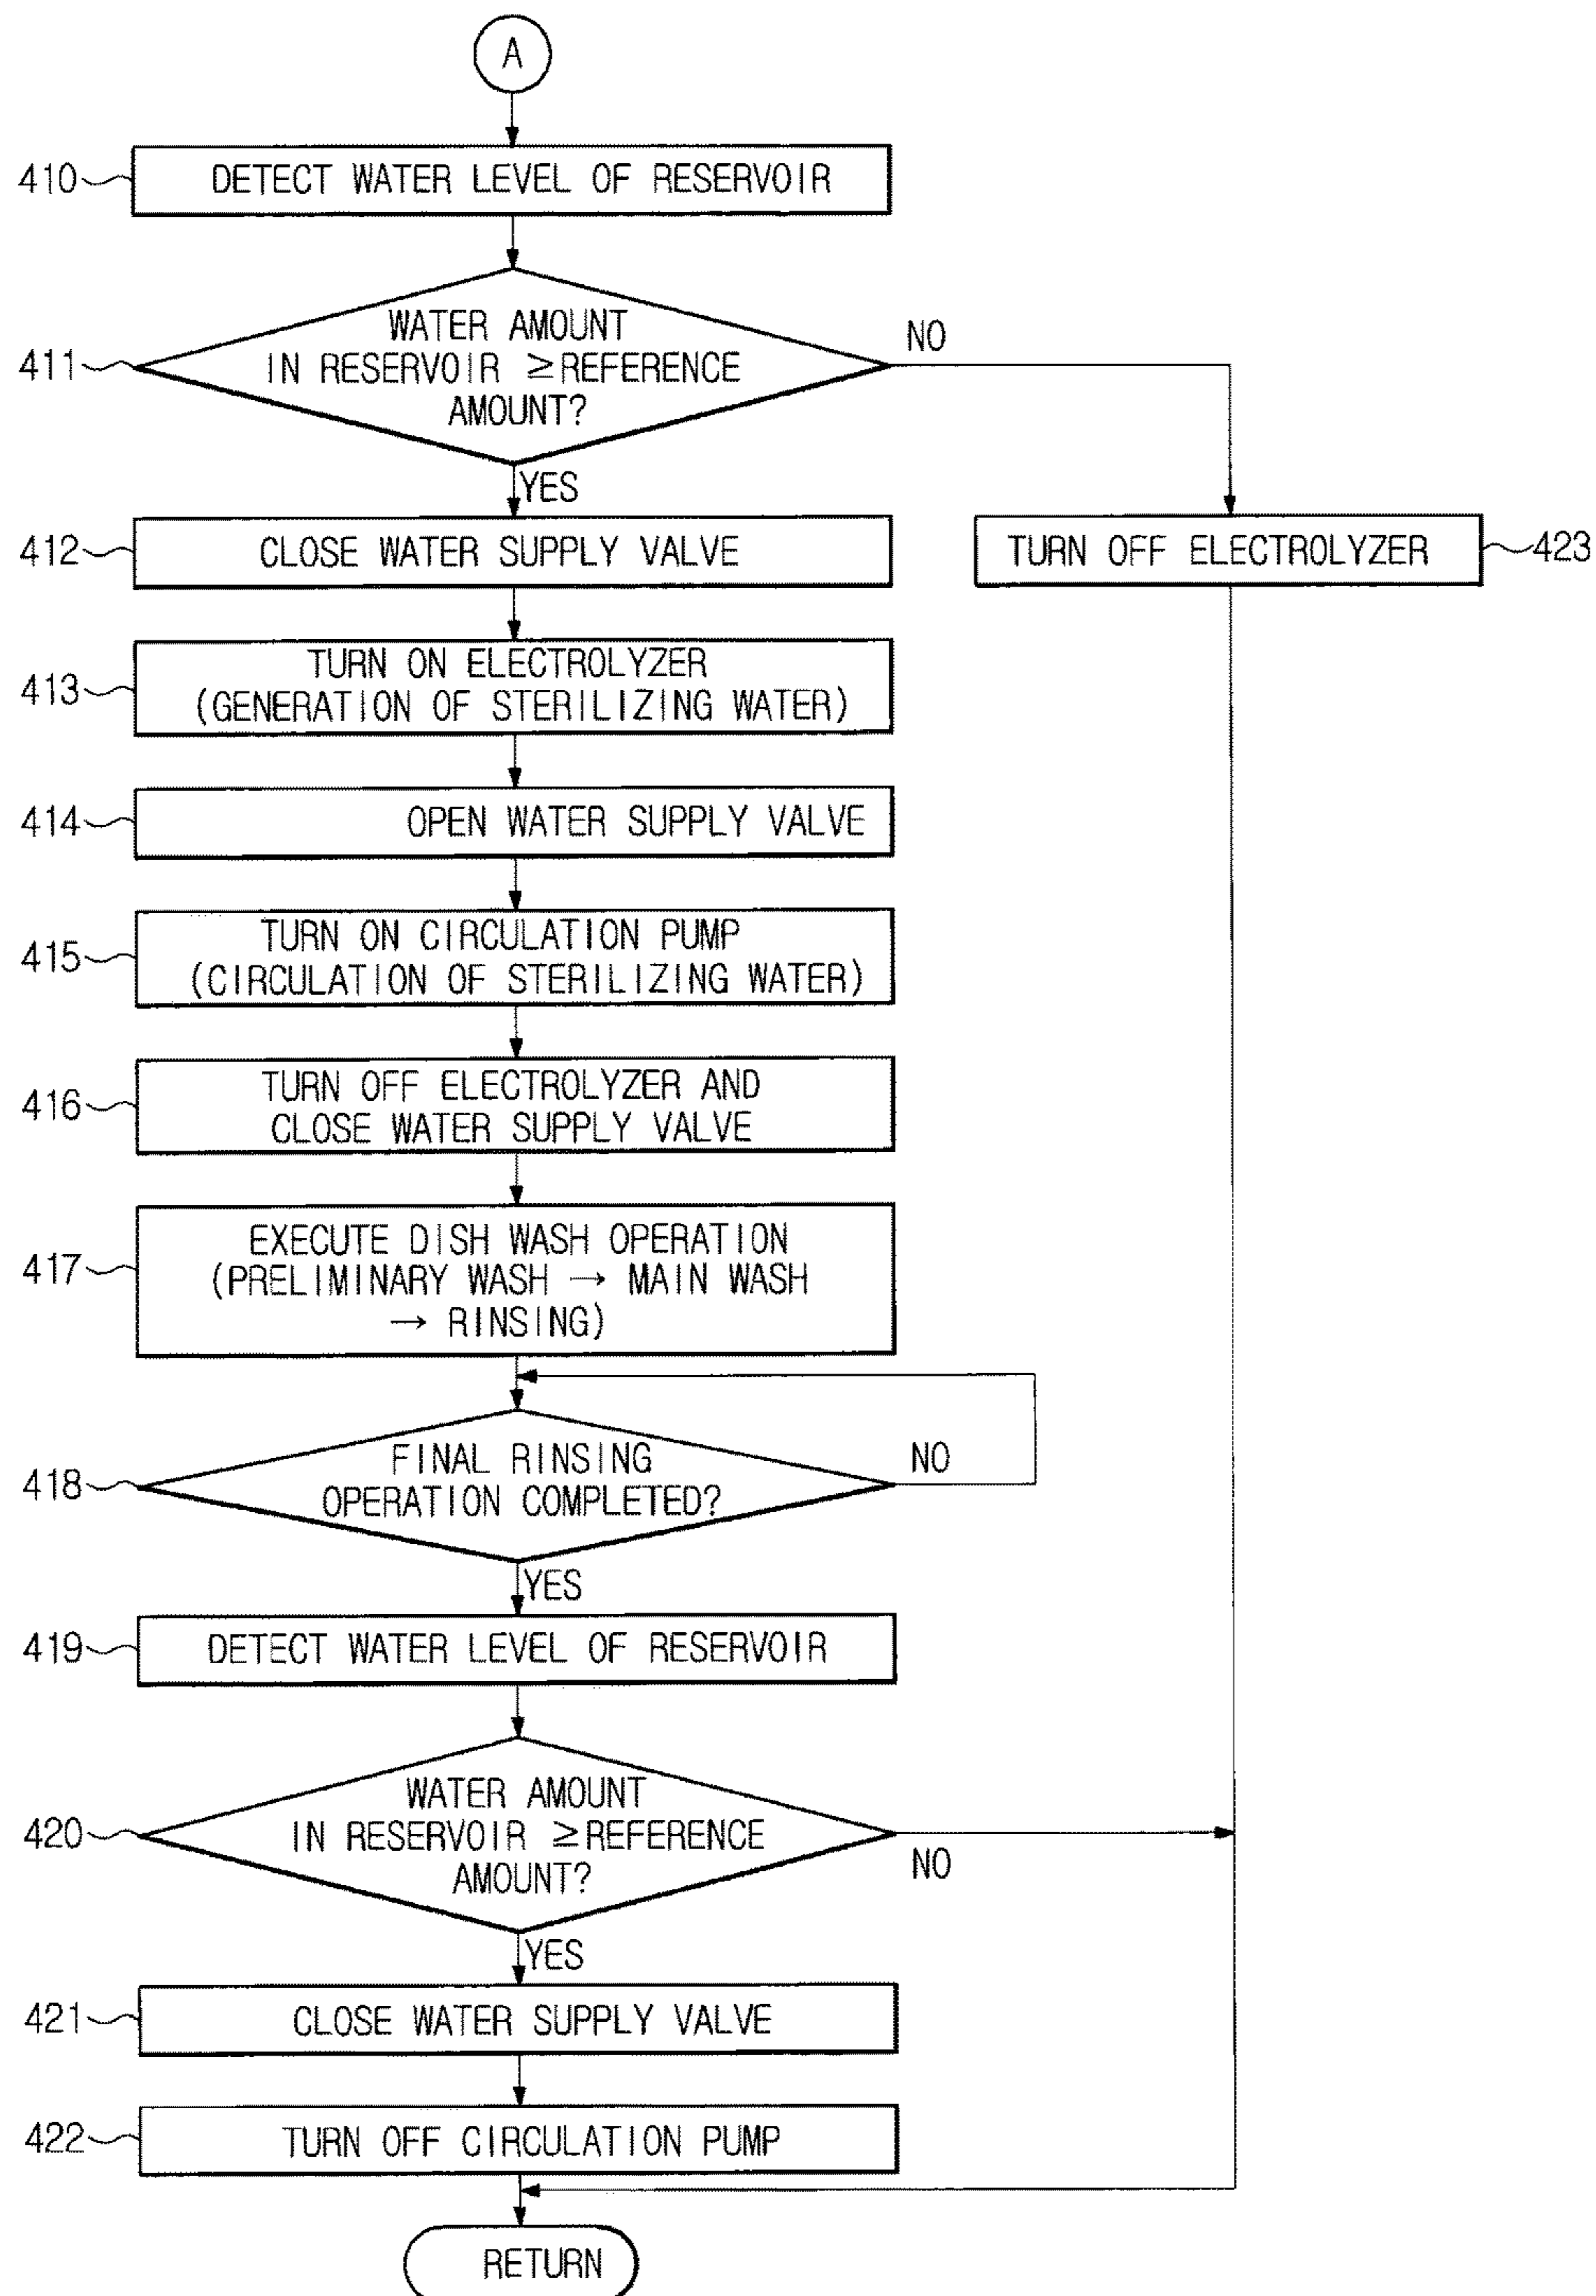 A
410
DETECT WATER LEVEL OF RESERVOIR
411
WATER AMOUNT
IN RESERVOIR ≥REFERENCE
AMOUNT?
NO
YES
412
CLOSE WATER SUPPLY VALVE
TURN OFF ELECTROLYZER
423
413
TURN ON ELECTROLYZER
(GENERATION OF STERILIZING WATER)
414
OPEN WATER SUPPLY VALVE
415
TURN ON CIRCULATION PUMP
(CIRCULATION OF STERILIZING WATER)
416
TURN OFF ELECTROLYZER AND
CLOSE WATER SUPPLY VALVE
417
EXECUTE DISH WASH OPERATION
(PRELIMINARY WASH → MAIN WASH
→ RINSING)
418
FINAL RINSING
OPERATION COMPLETED?
NO
YES
419
DETECT WATER LEVEL OF RESERVOIR
420
WATER AMOUNT
IN RESERVOIR ≥REFERENCE
AMOUNT?
NO
YES
421
CLOSE WATER SUPPLY VALVE
422
TURN OFF CIRCULATION PUMP
RETURN